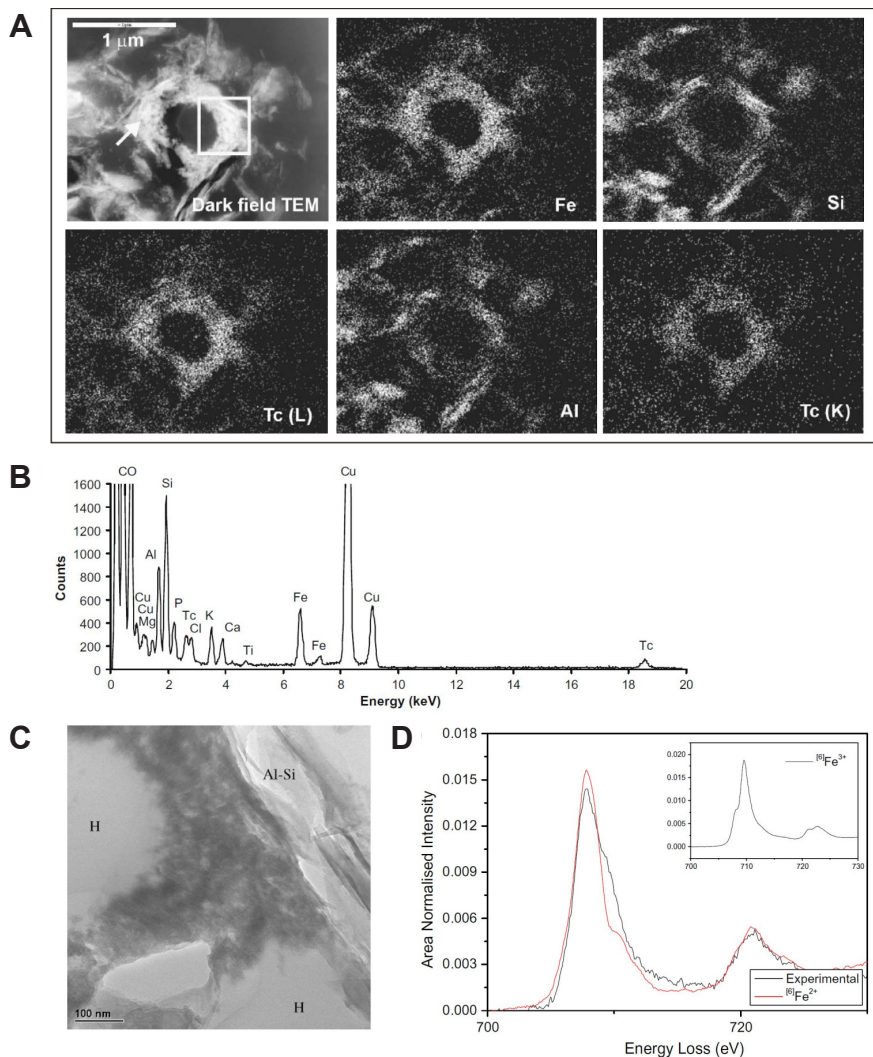 A
1 μm
Dark field TEM
Fe
Si
Tc (L)
Al
Tc (K)
B
1600
1400
1200
1000
800
600
400
200
0
Counts
CO
Cu
Cu
Mg
Al
Si
P
Tc
Cl
K
Ca
Ti
Fe
Fe
Cu
Cu
Tc
0 2 4 6 8 10 12 14 16 18 20
Energy (keV)
C
H
Al-Si
H
100 nm
D
0.018
0.015
0.012
0.009
0.006
0.003
0.000
Area Normalised Intensity
700 720
Energy Loss (eV)
0.020
0.015
0.010
0.005
0.000
[6]Fe3+
700 710 720 730
Experimental
[6]Fe2+